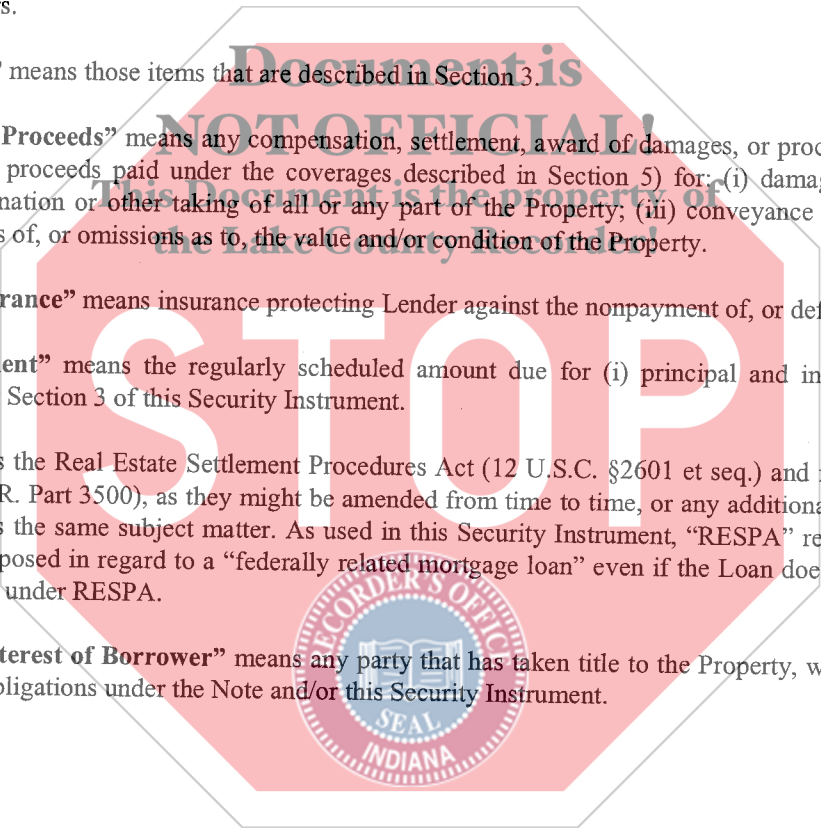 s.
Document is
” means those items that are described in Section 3.
NOT OFFICIAL!
Proceeds” means any compensation, settlement, award of damages, or proc
proceeds paid under the coverages described in Section 5) for: (i) damag
This Document is the property of
nation or other taking of all or any part of the Property; (iii) conveyance
s of, or omissions as to, the value and/or condition of the Property.
the Lake County Recorder!
rance” means insurance protecting Lender against the nonpayment of, or def
STOP
ent” means the regularly scheduled amount due for (i) principal and in
Section 3 of this Security Instrument.
s the Real Estate Settlement Procedures Act (12 U.S.C. §2601 et seq.) and
R. Part 3500), as they might be amended from time to time, or any additiona
s the same subject matter. As used in this Security Instrument, “RESPA” re
posed in regard to a “federally related mortgage loan” even if the Loan doe
under RESPA.
RECORDER'S OFFICE
terest of Borrower” means any party that has taken title to the Property, w
bligations under the Note and/or this Security Instrument.
SEAL
INDIANA